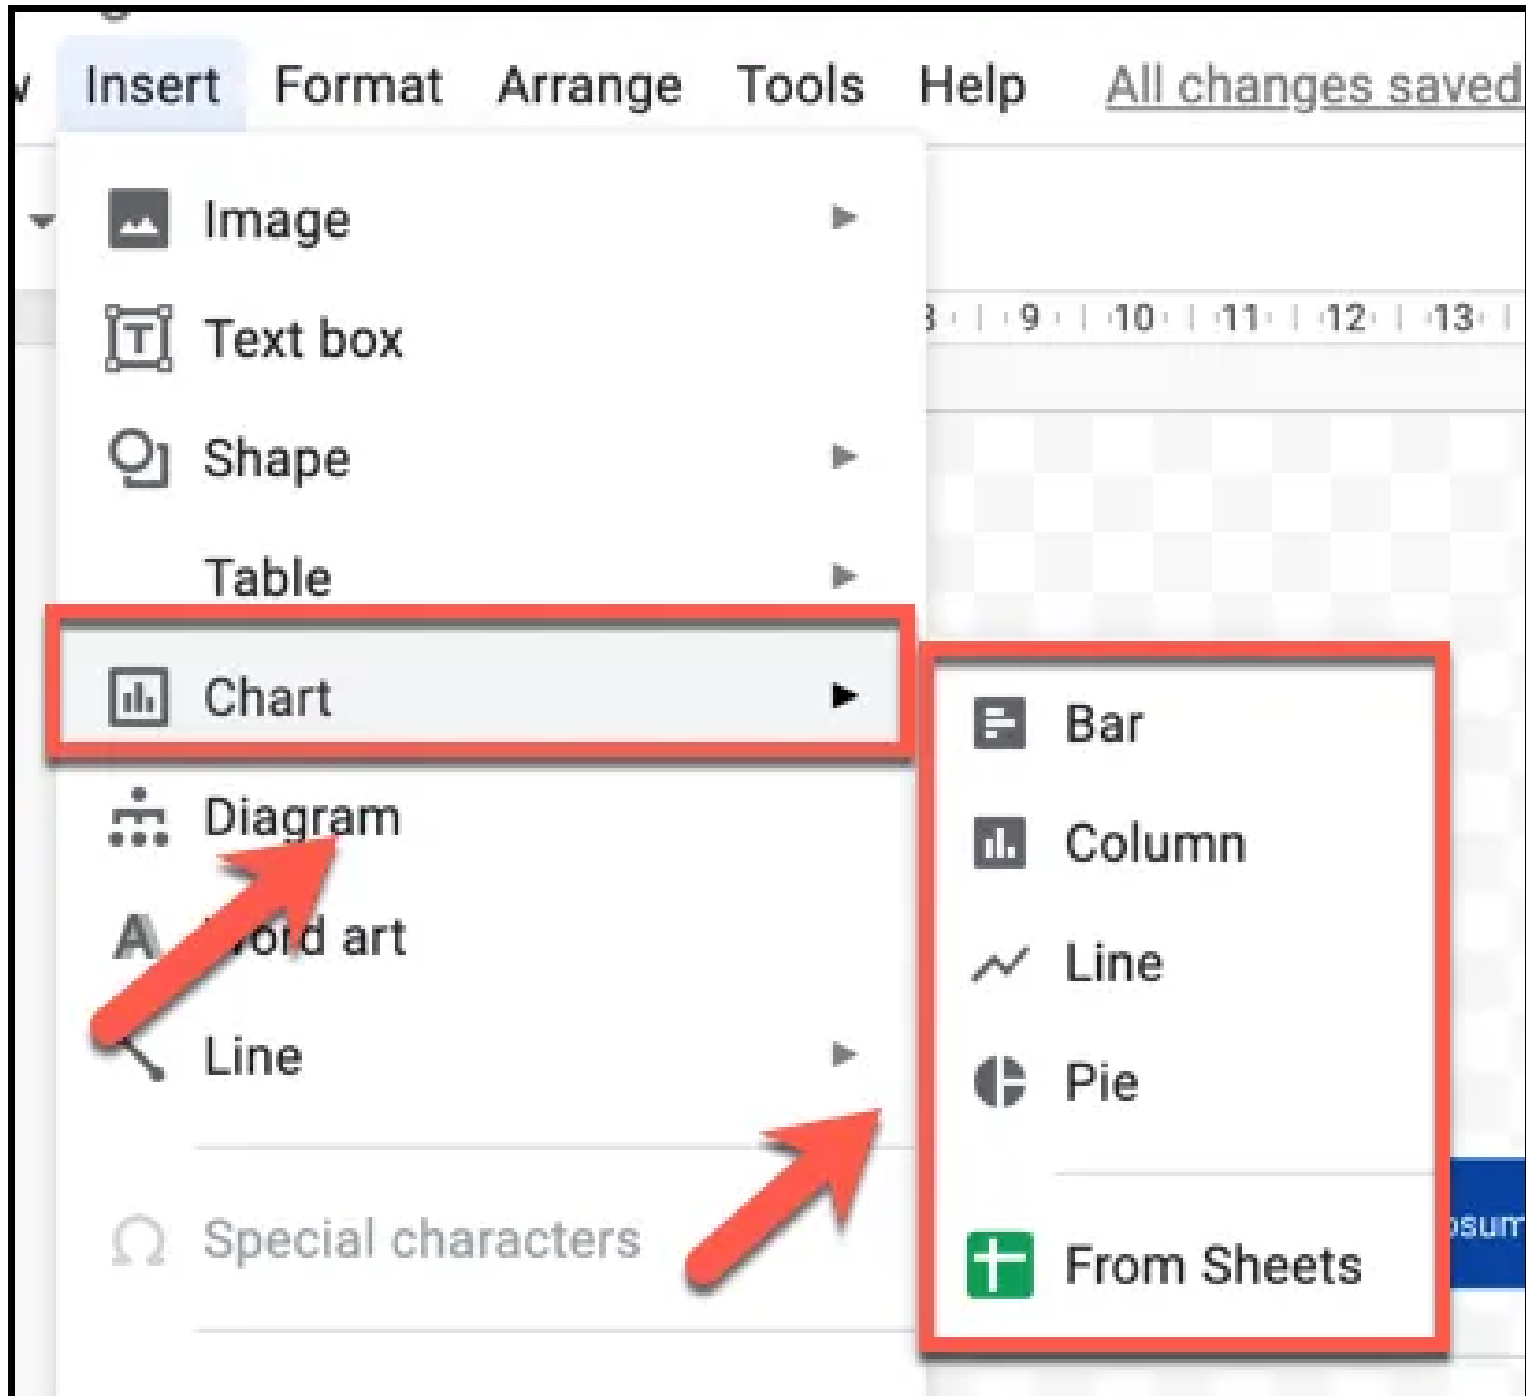 Insert Format Arrange Tools Help All changes saved
Image
Text box
Shape
9 10 11 12 13
Table
Chart
Diagram
art
Line
Special characters
Bar
Column
Line
Pie
From Sheets